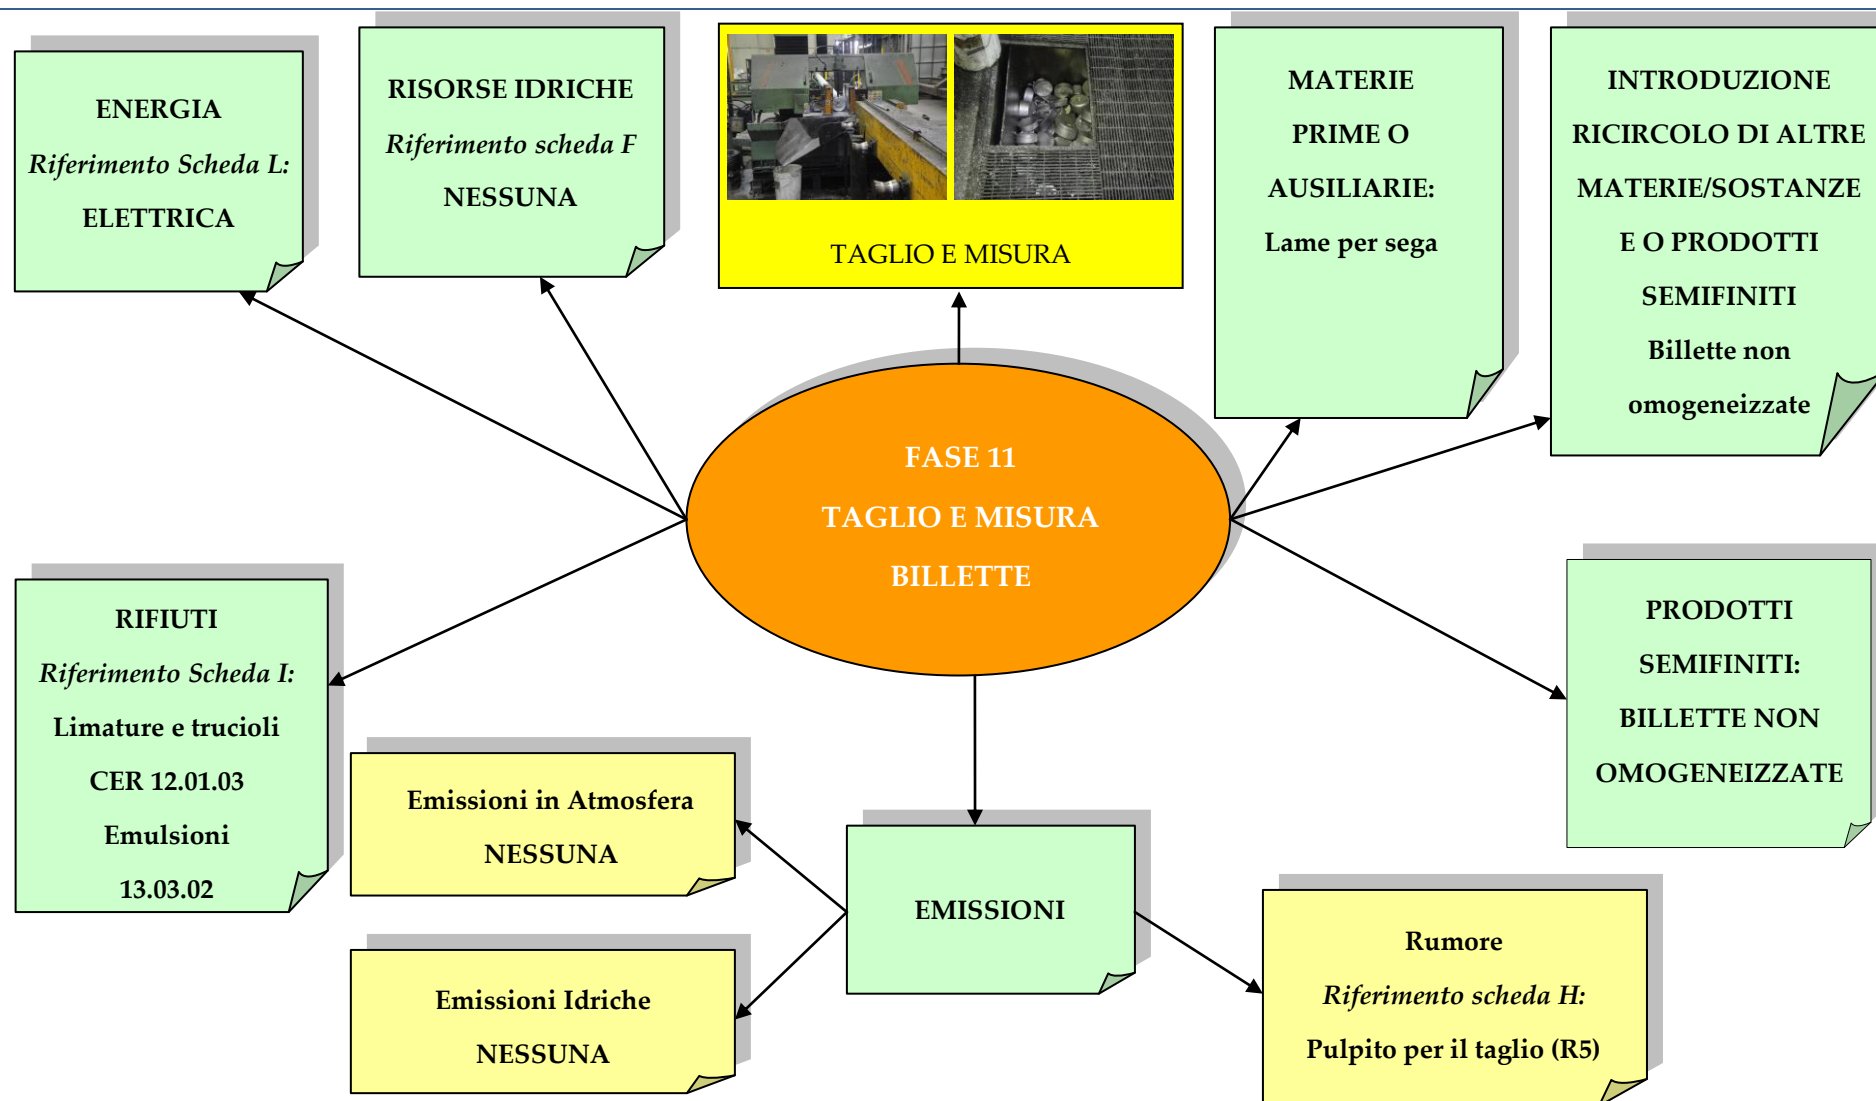 ENERGIA
Riferimento Scheda L:
ELETTRICA
RISORSE IDRICHE
Riferimento scheda F
NESSUNA
TAGLIO E MISURA
MATERIE
PRIME O
AUSILIARIE:
Lame per sega
INTRODUZIONE
RICIRCOLO DI ALTRE
MATERIE/SOSTANZE
E O PRODOTTI
SEMIFINITI
Billette non
omogeneizzate
FASE 11
TAGLIO E MISURA
BILLETTE
RIFIUTI
Riferimento Scheda I:
Limature e trucioli
CER 12.01.03
Emulsioni
13.03.02
PRODOTTI
SEMIFINITI:
BILLETTE NON
OMOGENEIZZATE
Emissioni in Atmosfera
NESSUNA
EMISSIONI
Emissioni Idriche
NESSUNA
Rumore
Riferimento scheda H:
Pulpito per il taglio (R5)